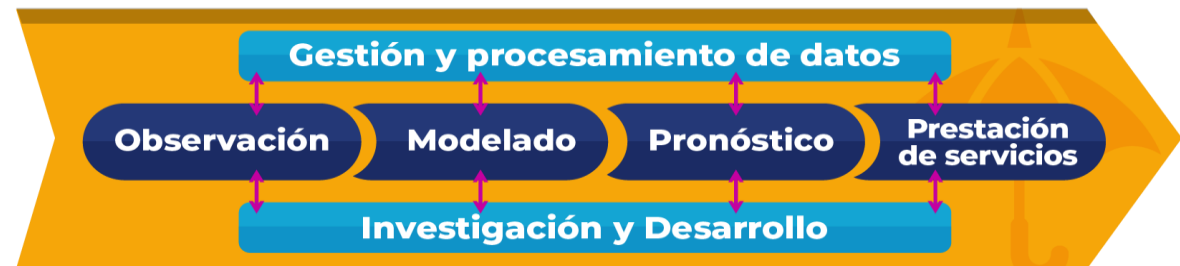 Gestión y procesamiento de datos
Observación
Modelado
Pronóstico
Prestación
de servicios
Investigación y Desarrollo